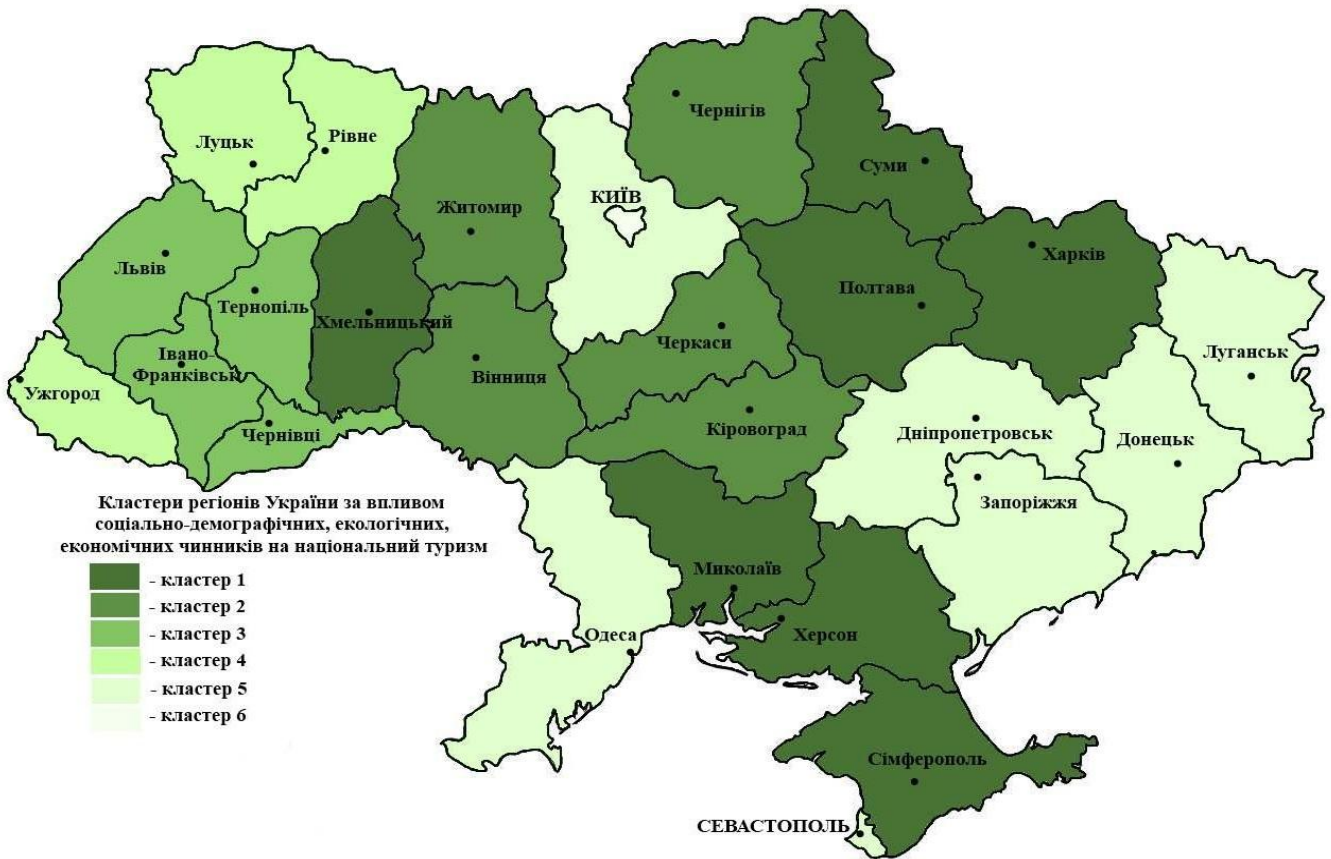 Чернігів
Луцьк
Рівне
Суми
КИЇВ
Житомир
Львів
Харків
Тернопіль
Полтава
Хмельницький
Черкаси
Івано-
Франківськ
Луганськ
Вінниця
Ужгород
Чернівці
Кіровоград
Дніпропетровськ
Донецьк
Запоріжжя
Кластери регіонів України за впливом
соціально-демографічних, екологічних,
економічних чинників на національний туризм
- кластер 1
- кластер 2
- кластер 3
- кластер 4
- кластер 5
- кластер 6
Миколаїв
Херсон
Одеса
Сімферополь
СЕВАСТОПОЛЬ